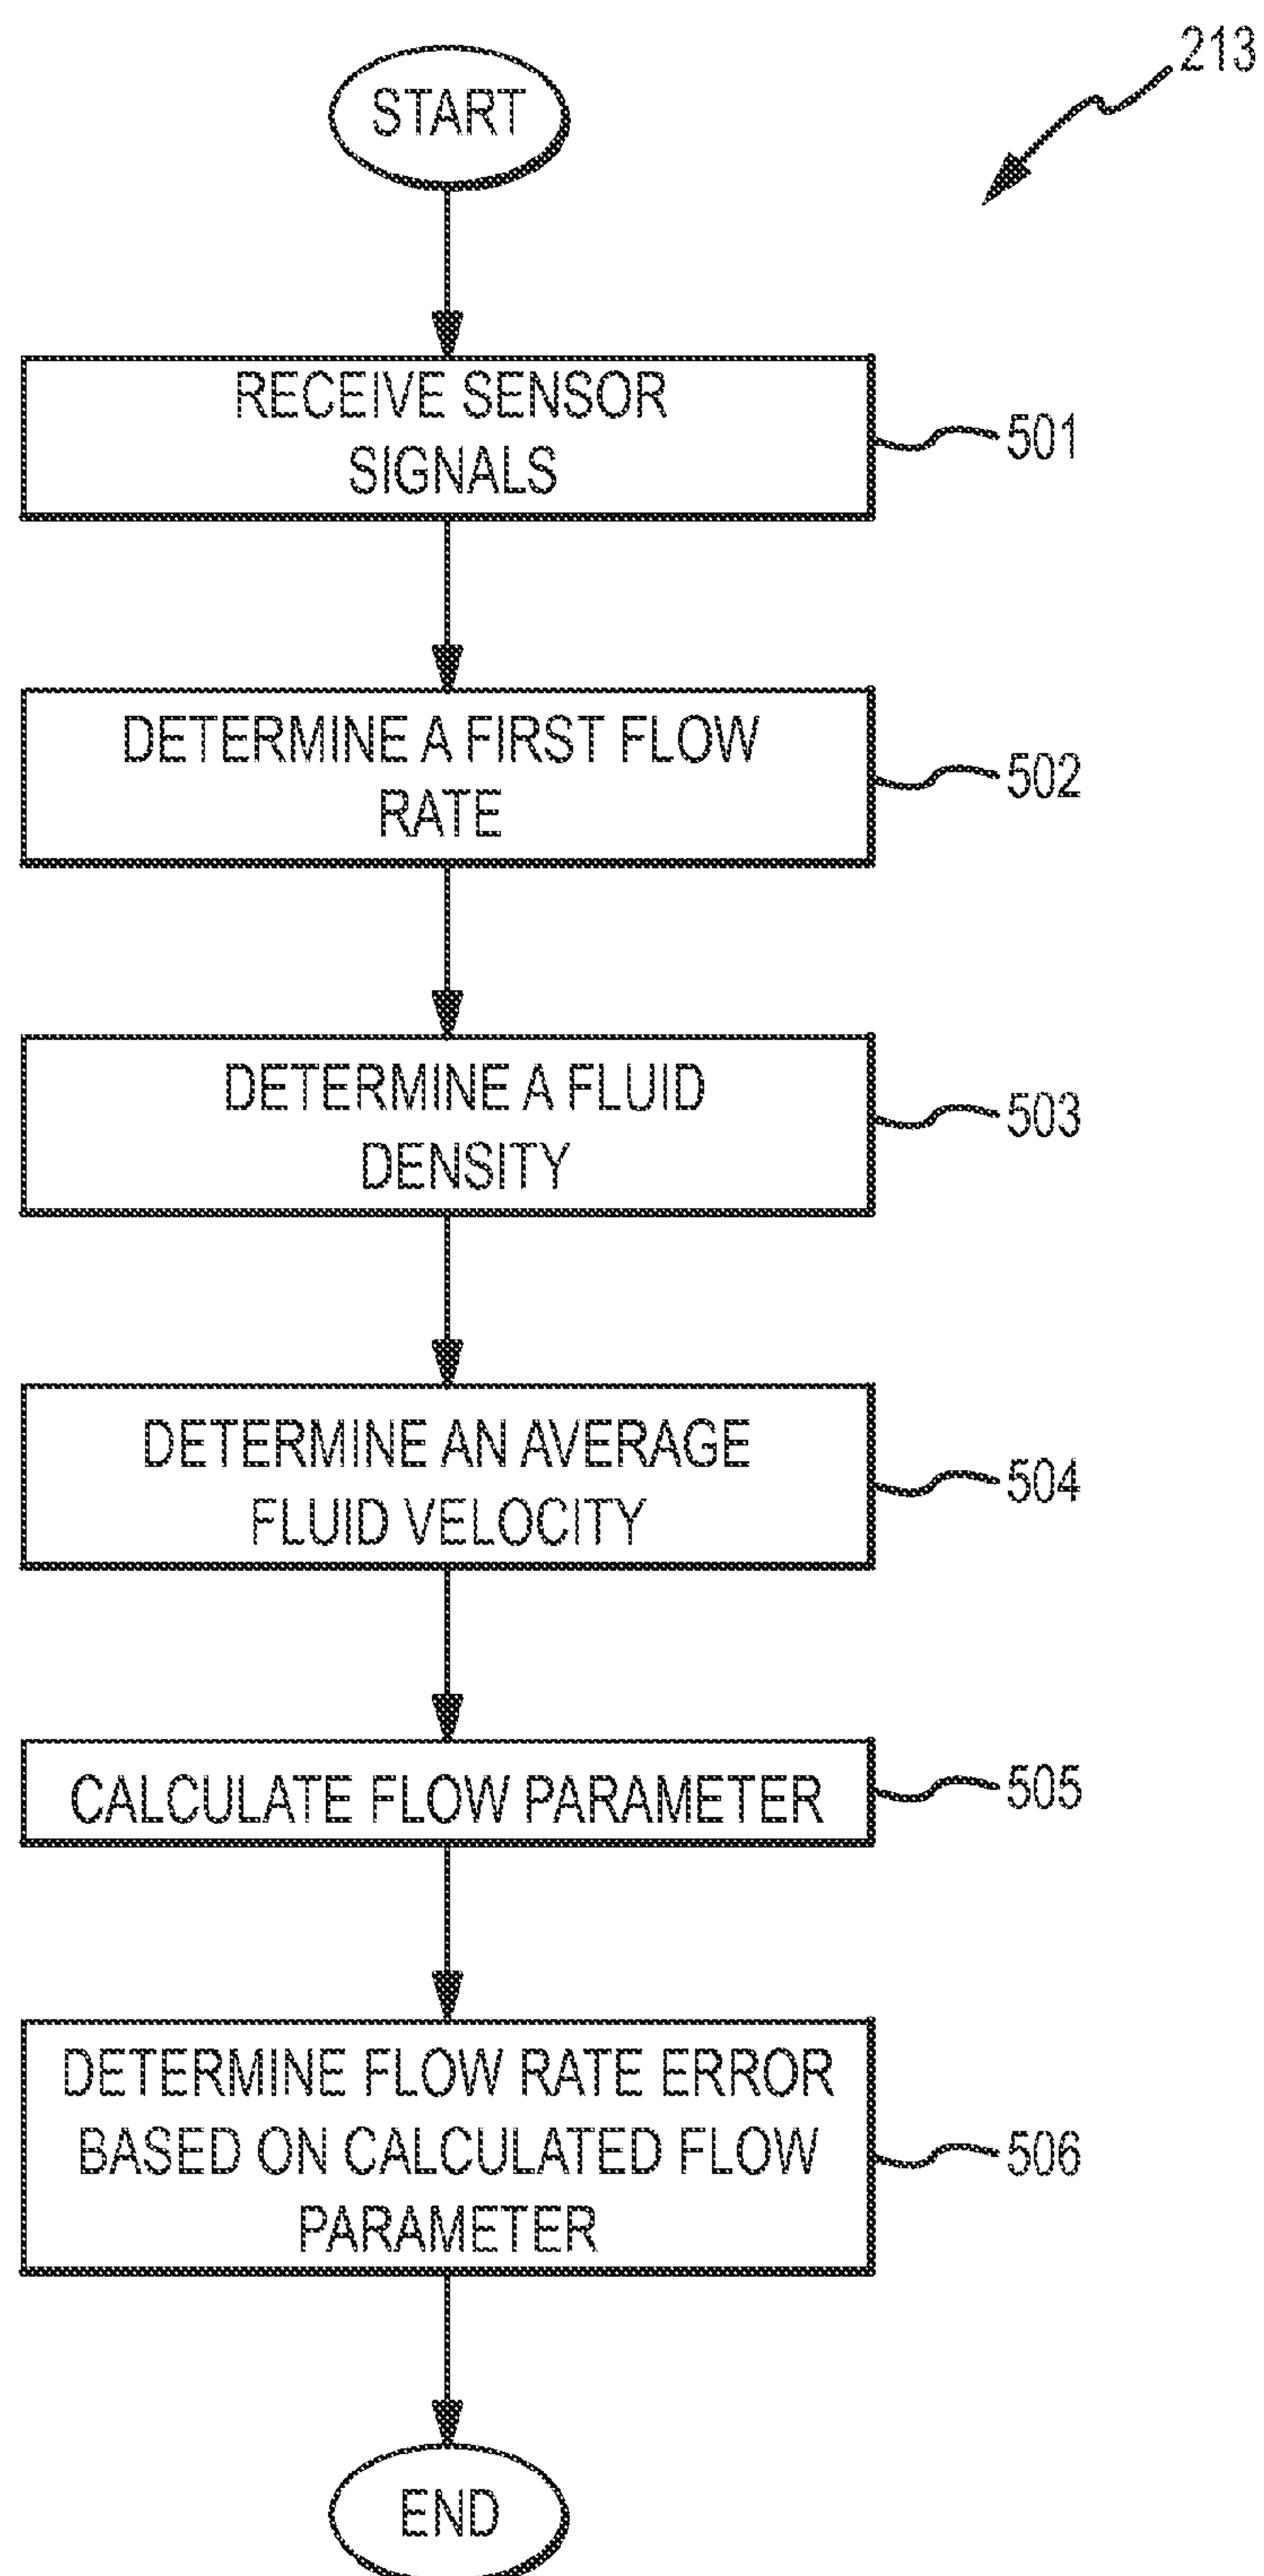 213
START
RECEIVE SENSOR
SIGNALS
501
DETERMINE A FIRST FLOW
RATE
502
DETERMINE A FLUID
DENSITY
503
DETERMINE AN AVERAGE
FLUID VELOCITY
504
CALCULATE FLOW PARAMETER
505
DETERMINE FLOW RATE ERROR
BASED ON CALCULATED FLOW
PARAMETER
506
END